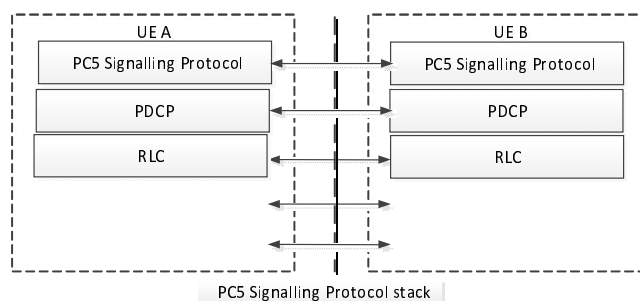 UE A
UE B
PC5 Signalling Protocol
PC5 Signalling Protocol
PDCP
PDCP
RLC
RLC
PC5 Signalling Protocol stack